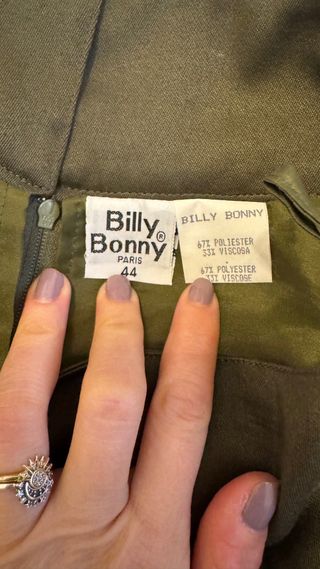 Billy
Bonny®
PARIS
44
BILLY BONNY
67% POLIESTER
33% VISCOSA
.
67% POLYESTER
33% VISCOSE